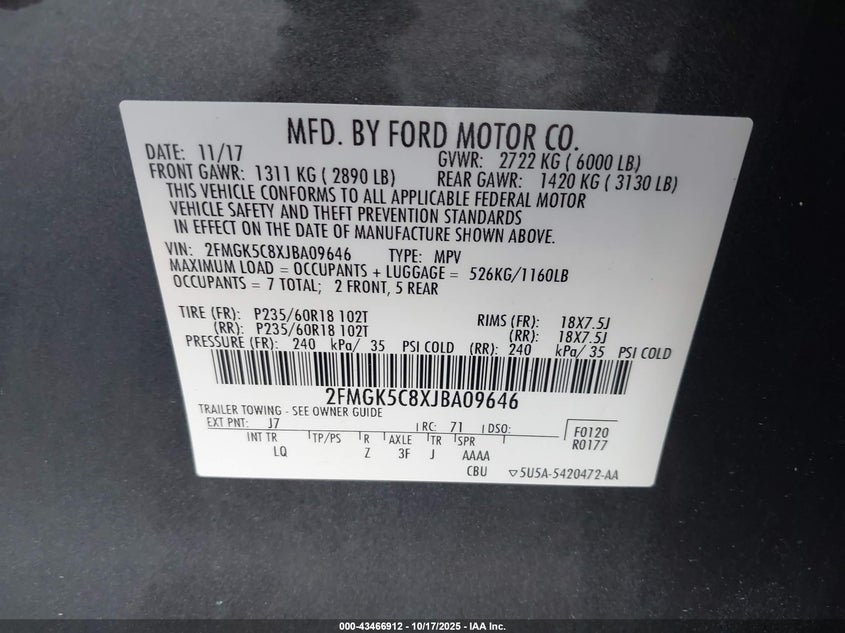 MFD. BY FORD MOTOR CO.
DATE: 11/17 GVWR: 2722 KG ( 6000 LB)
FRONT GAWR: 1311 KG ( 2890 LB) REAR GAWR: 1420 KG ( 3130 LB)
THIS VEHICLE CONFORMS TO ALL APPLICABLE FEDERAL MOTOR
VEHICLE SAFETY AND THEFT PREVENTION STANDARDS
IN EFFECT ON THE DATE OF MANUFACTURE SHOWN ABOVE.
VIN: 2FMGK5C8XJBA09646 TYPE: MPV
MAXIMUM LOAD = OCCUPANTS + LUGGAGE = 526KG/1160LB
OCCUPANTS = 7 TOTAL; 2 FRONT, 5 REAR
TIRE (FR): P235/60R18 102T RIMS (FR): 18X7.5J
(RR): P235/60R18 102T (RR): 18X7.5J
PRESSURE (FR): 240 kPa/ 35 PSI COLD (RR): 240 kPa/ 35 PSI COLD
2FMGK5C8XJBA09646
TRAILER TOWING - SEE OWNER GUIDE
EXT PNT: J7 RC: 71 DSO: F0120
INT TR TP/PS R AXLE TR SPR R0177
LQ Z 3F J AAAA
CBU ▽5U5A-5420472-AA
000-43466912 - 10/17/2025 - IAA Inc.